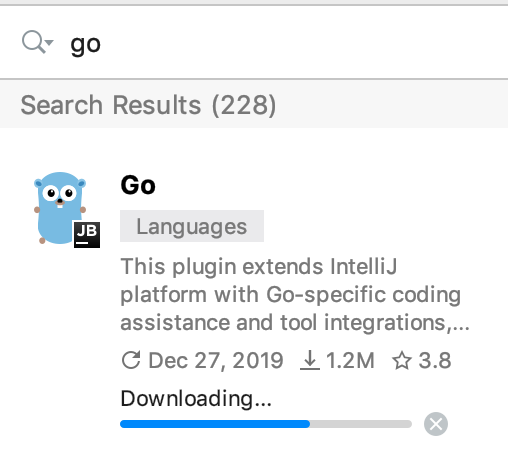 go
Search Results (228)
Go
JB
Languages
This plugin extends IntelliJ
platform with Go-specific coding
assistance and tool integrations,...
Dec 27, 2019 1.2M 3.8
Downloading...